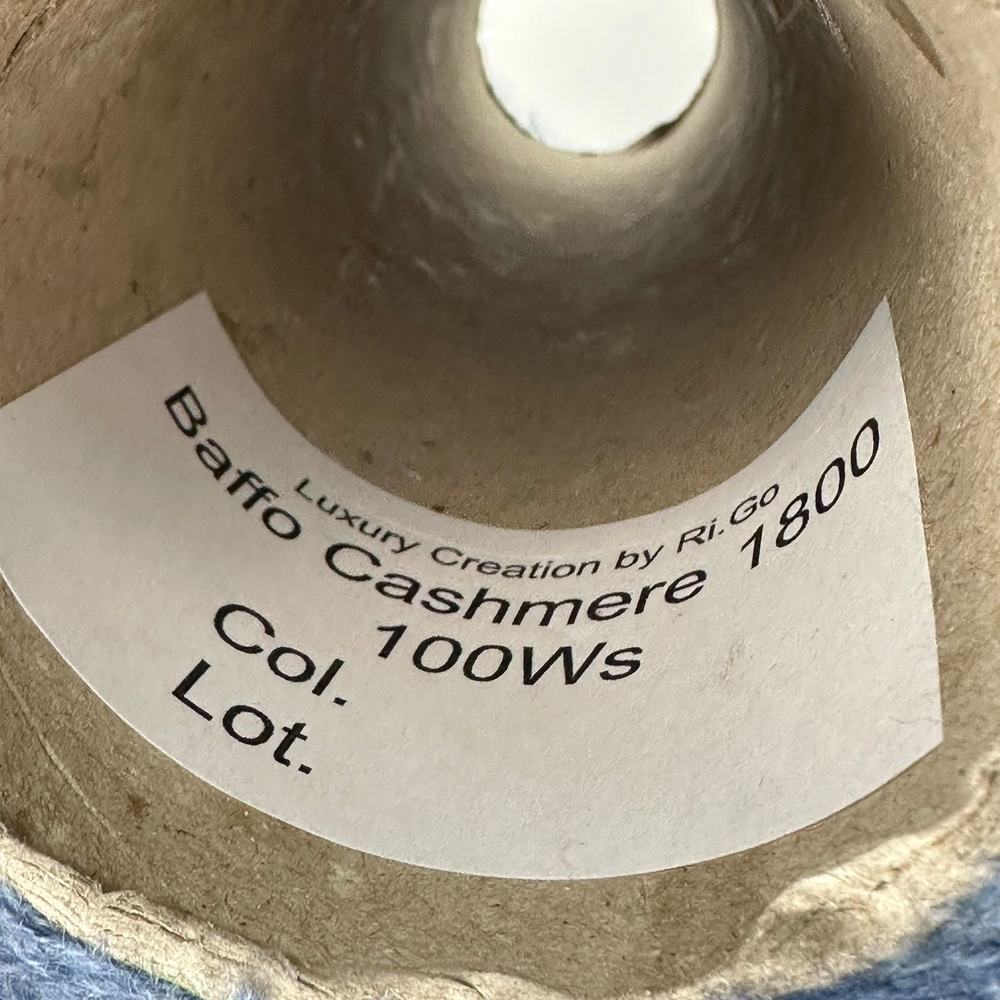 Luxury Creation by Ri.Go
Baffo Cashmere 1800
100Ws
Col.
Lot.